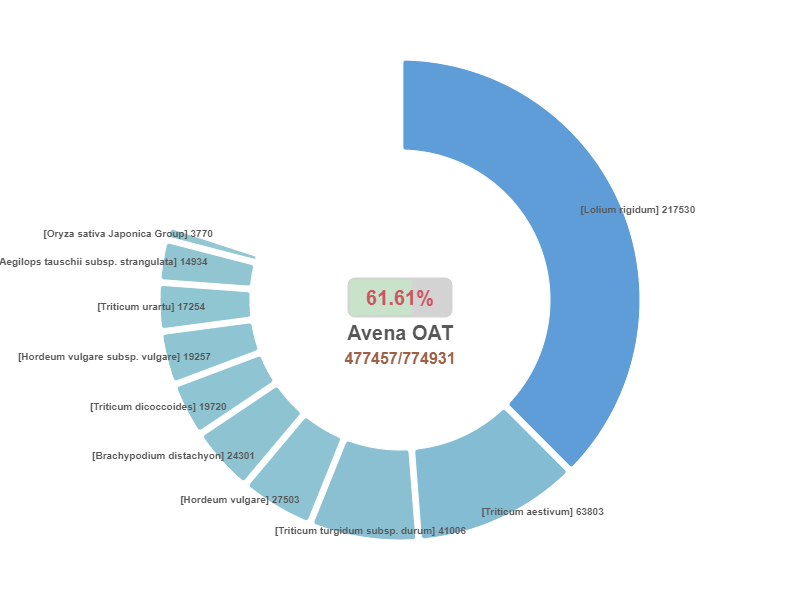 [Lolium rigidum] 217530
[Oryza sativa Japonica Group] 3770
Aegilops tauschii subsp. strangulata] 14934
61.61%
[Triticum urartu] 17254
Avena OAT
[Hordeum vulgare subsp. vulgare] 19257
477457/774931
[Triticum dicoccoides] 19720
[Brachypodium distachyon] 24301
[Hordeum vulgare] 27503
[Triticum aestivum] 63803
[Triticum turgidum subsp. durum] 41006